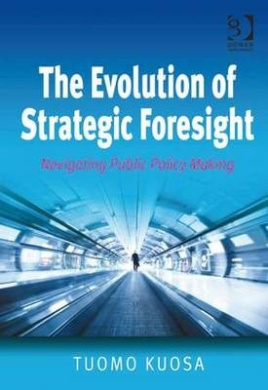 The Evolution of
Strategic Foresight
Navigating Public Policy Making
TUOMO KUOSA